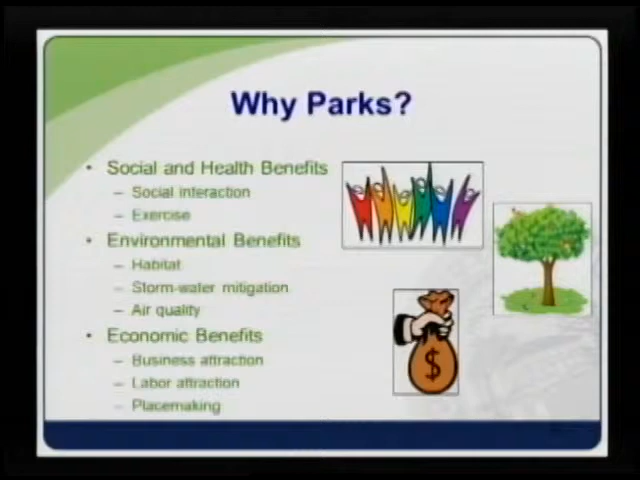 Why Parks?
• Social and Health Benefits
– Social interaction
– Exercise
• Environmental Benefits
– Habitat
– Storm-water mitigation
– Air quality
• Economic Benefits
– Business attraction
– Labor attraction
– Placemaking
$